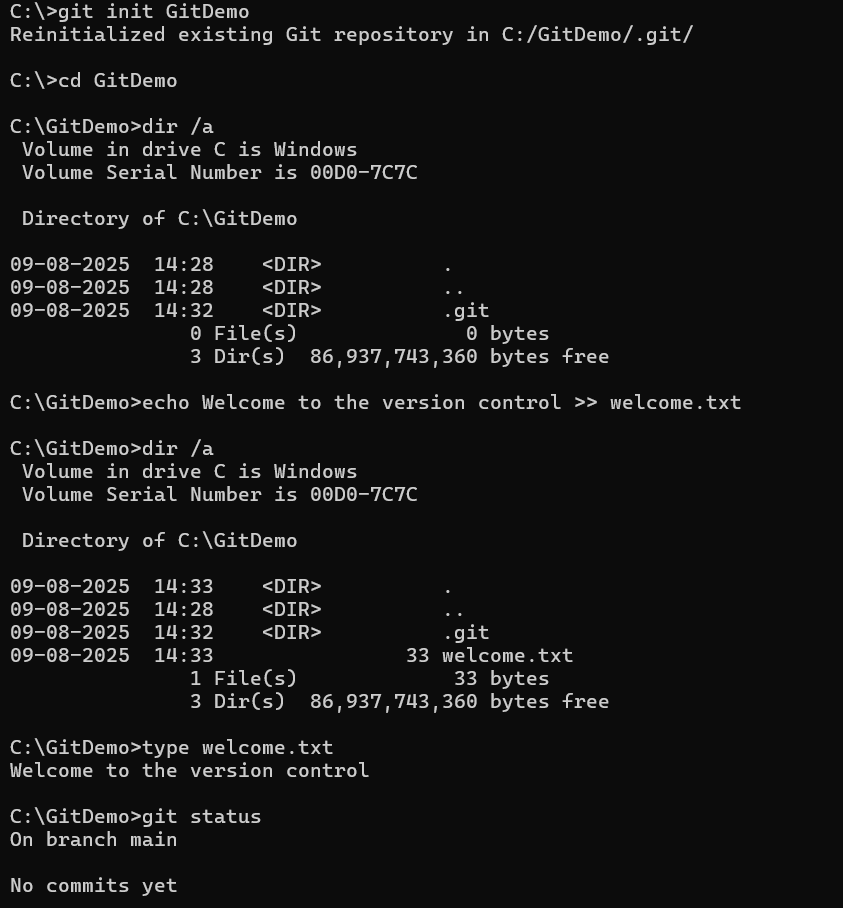 C:\>git init GitDemo
Reinitialized existing Git repository in C:/GitDemo/.git/
C:\>cd GitDemo
C:\GitDemo>dir /a
 Volume in drive C is Windows
 Volume Serial Number is 00D0-7C7C
 Directory of C:\GitDemo
09-08-2025  14:28    <DIR>          .
09-08-2025  14:28    <DIR>          ..
09-08-2025  14:32    <DIR>          .git
               0 File(s)              0 bytes
               3 Dir(s)  86,937,743,360 bytes free
C:\GitDemo>echo Welcome to the version control >> welcome.txt
C:\GitDemo>dir /a
 Volume in drive C is Windows
 Volume Serial Number is 00D0-7C7C
 Directory of C:\GitDemo
09-08-2025  14:33    <DIR>          .
09-08-2025  14:28    <DIR>          ..
09-08-2025  14:32    <DIR>          .git
09-08-2025  14:33                33 welcome.txt
               1 File(s)             33 bytes
               3 Dir(s)  86,937,743,360 bytes free
C:\GitDemo>type welcome.txt
Welcome to the version control
C:\GitDemo>git status
On branch main
No commits yet